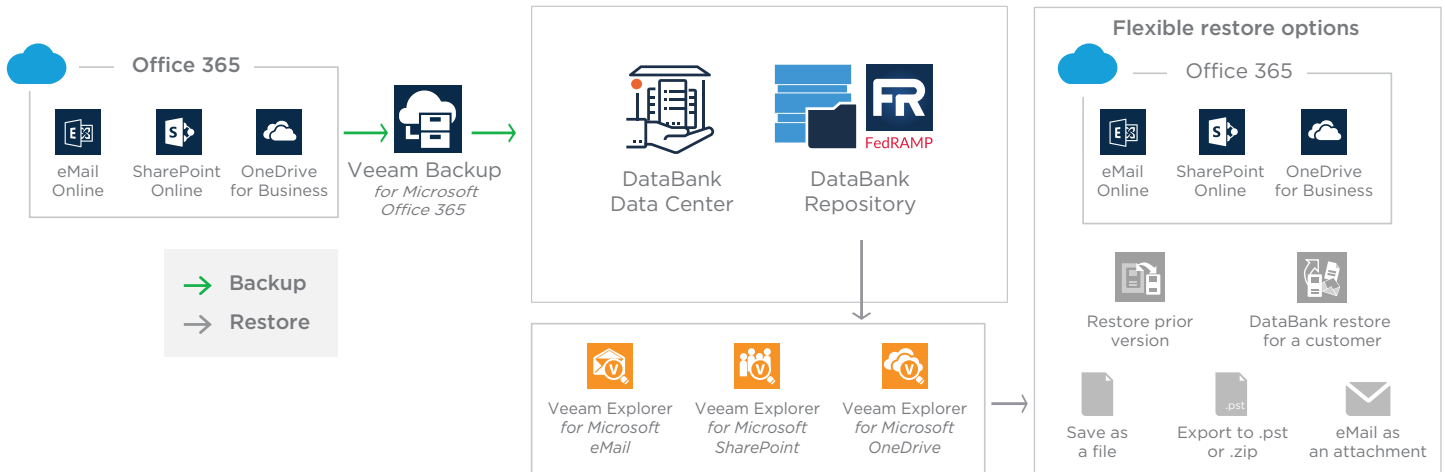 Office 365
E
eMail
Online
S
SharePoint
Online
OneDrive
for Business
Veeam Backup
for Microsoft
Office 365
Backup
Restore
DataBank
Data Center
FR
FedRAMP
DataBank
Repository
V
Veeam Explorer
for Microsoft
eMail
V
Veeam Explorer
for Microsoft
SharePoint
V
Veeam Explorer
for Microsoft
OneDrive
Flexible restore options
Office 365
E
eMail
Online
S
SharePoint
Online
OneDrive
for Business
Restore prior
version
DataBank restore
for a customer
Save as
a file
.pst
Export to .pst
or .zip
eMail as
an attachment